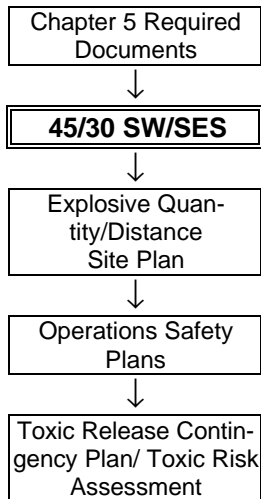 Chapter 5 Required
Documents
45/30 SW/SES
Explosive Quan-
tity/Distance
Site Plan
Operations Safety
Plans
Toxic Release Contin-
gency Plan/ Toxic Risk
Assessment